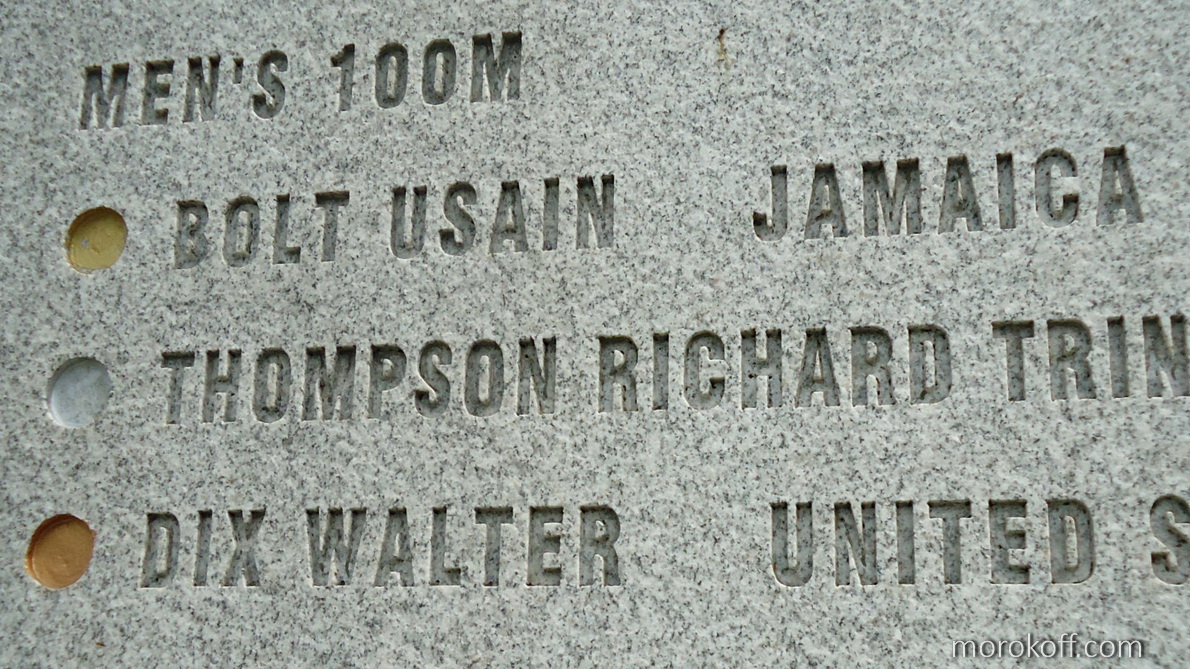 MEN'S 100M
BOLT USAIN JAMAICA
THOMPSON RICHARD TRIN
DIX WALTER UNITED S
morokoff.com